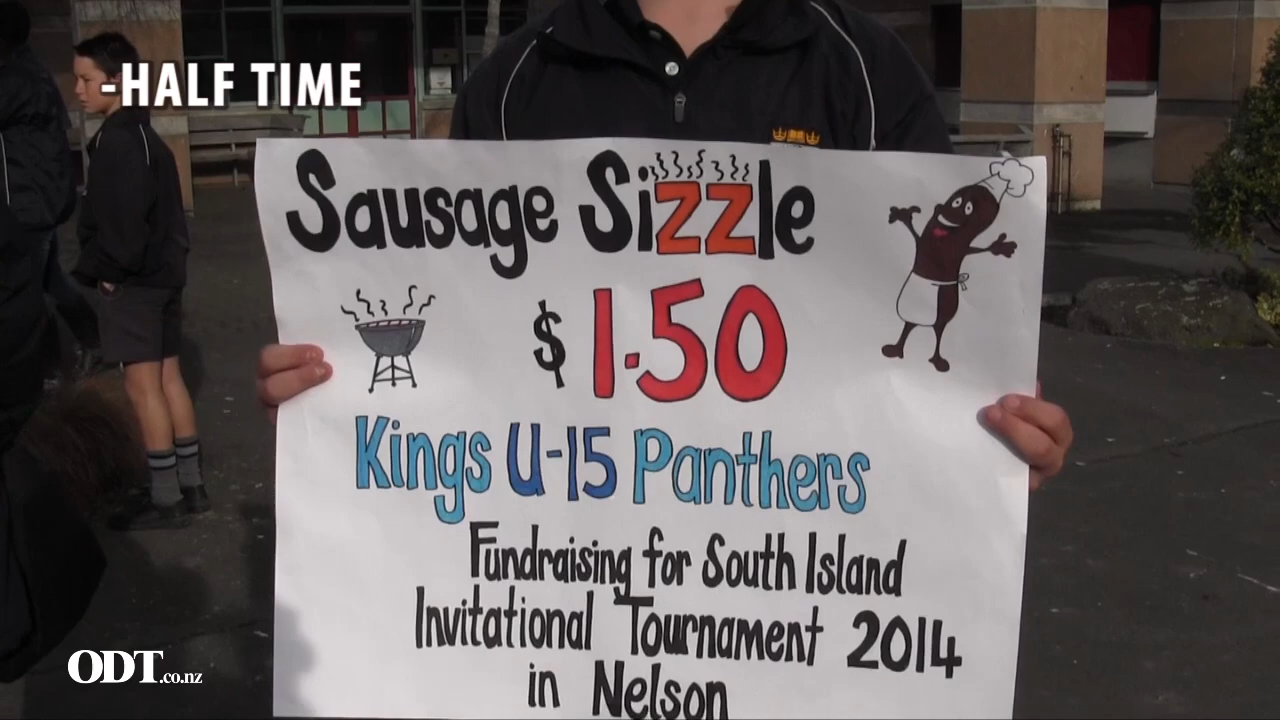 -HALF TIME
Sausage Sizzle
$1.50
Kings U-15 Panthers
Fundraising for South Island
Invitational Tournament 2014
in Nelson
ODT.co.nz